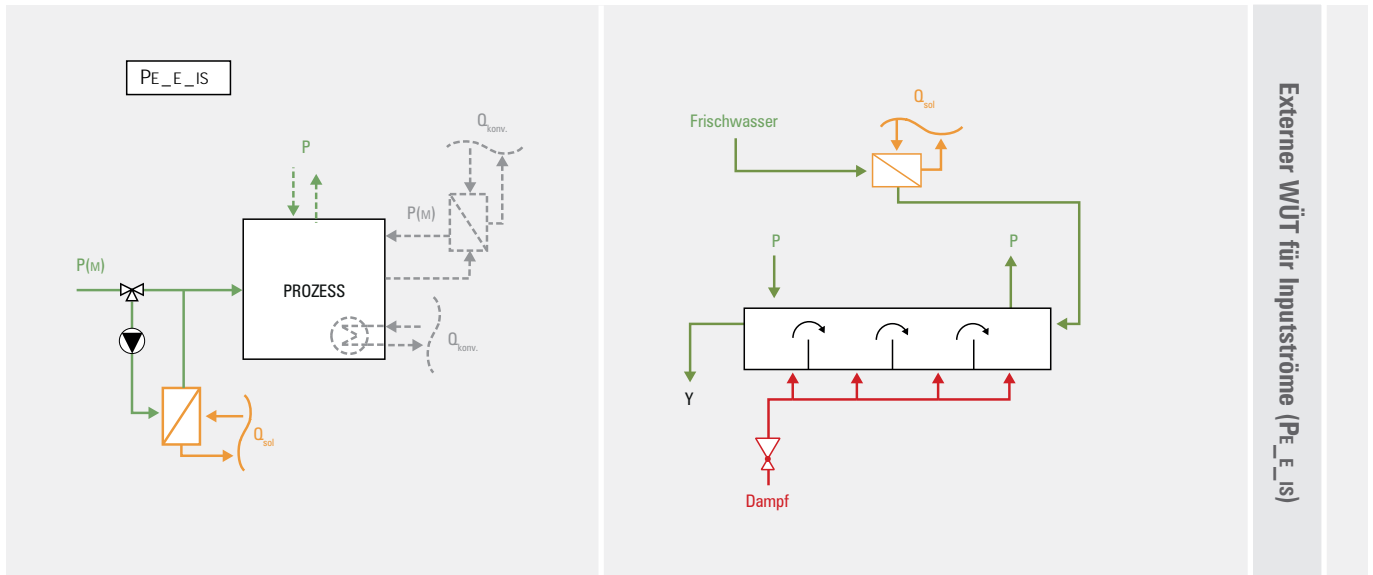 PE_E_IS
P
Qkonv.
P(M)
P(M)
PROZESS
Qkonv.
Qsol
Qsol
Frischwasser
P
P
Y
Dampf
Externer WÜT für Inputströme (PE_E_IS)